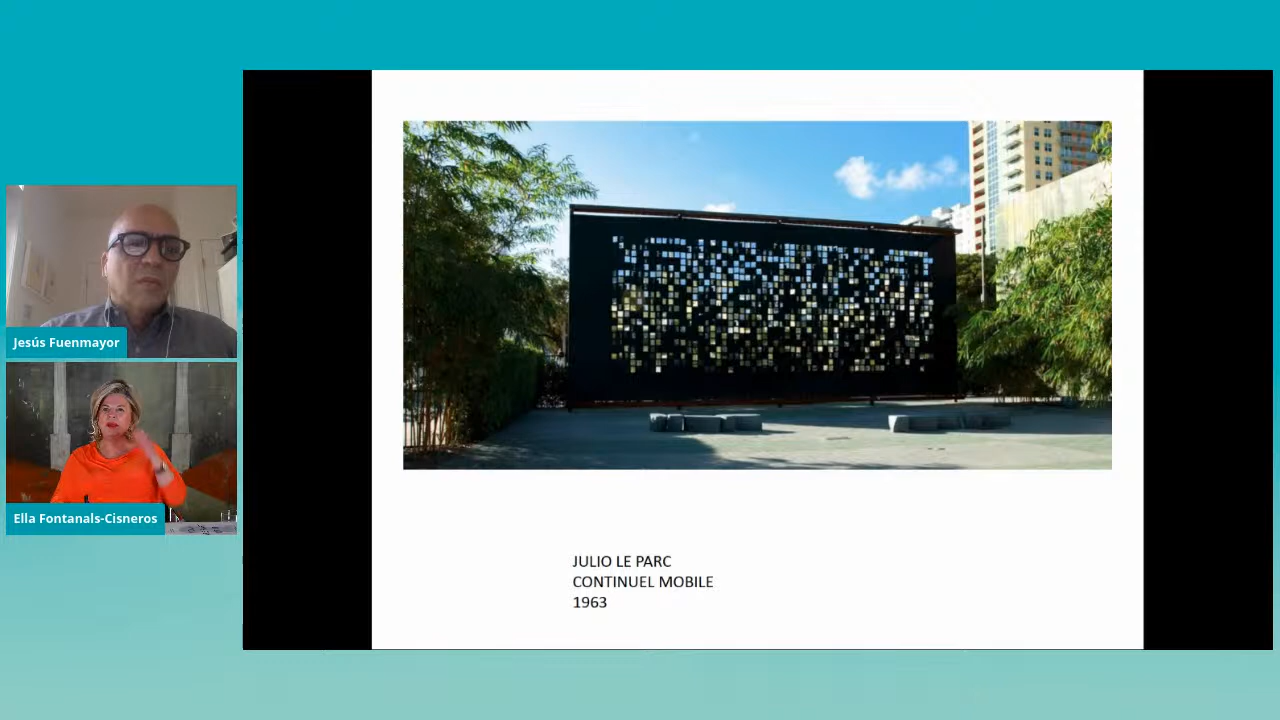 Jesús Fuenmayor
Ella Fontanals-Cisneros
JULIO LE PARC
CONTINUEL MOBILE
1963